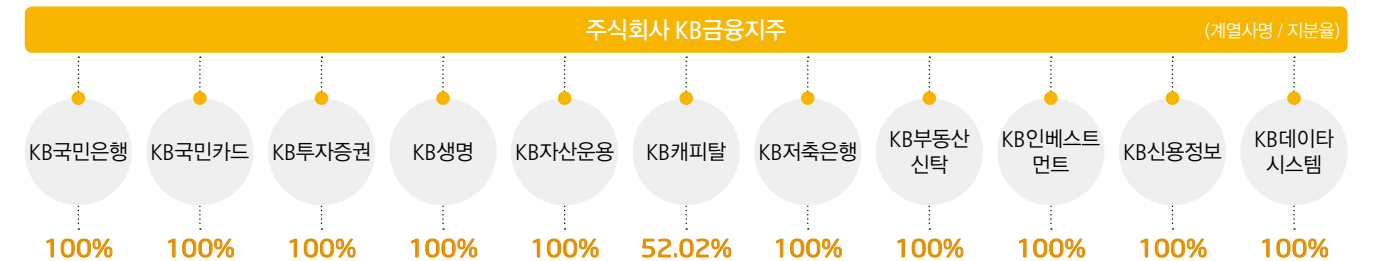 주식회사 KB금융지주
(계열사명 / 지분율)
KB국민은행
KB국민카드
KB투자증권
KB생명
KB자산운용
KB캐피탈
KB저축은행
KB부동산
신탁
KB인베스트
먼트
KB신용정보
KB데이타
시스템
100%
100%
100%
100%
100%
52.02%
100%
100%
100%
100%
100%